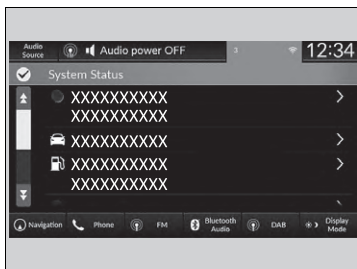 Audio
Source
Audio power OFF
3
12:34
System Status
XXXXXXXXXX
XXXXXXXXXX
XXXXXXXXXX
XXXXXXXXXX
XXXXXXXXXX
Navigation
Phone
FM
Bluetooth
Audio
DAB
Display
Mode